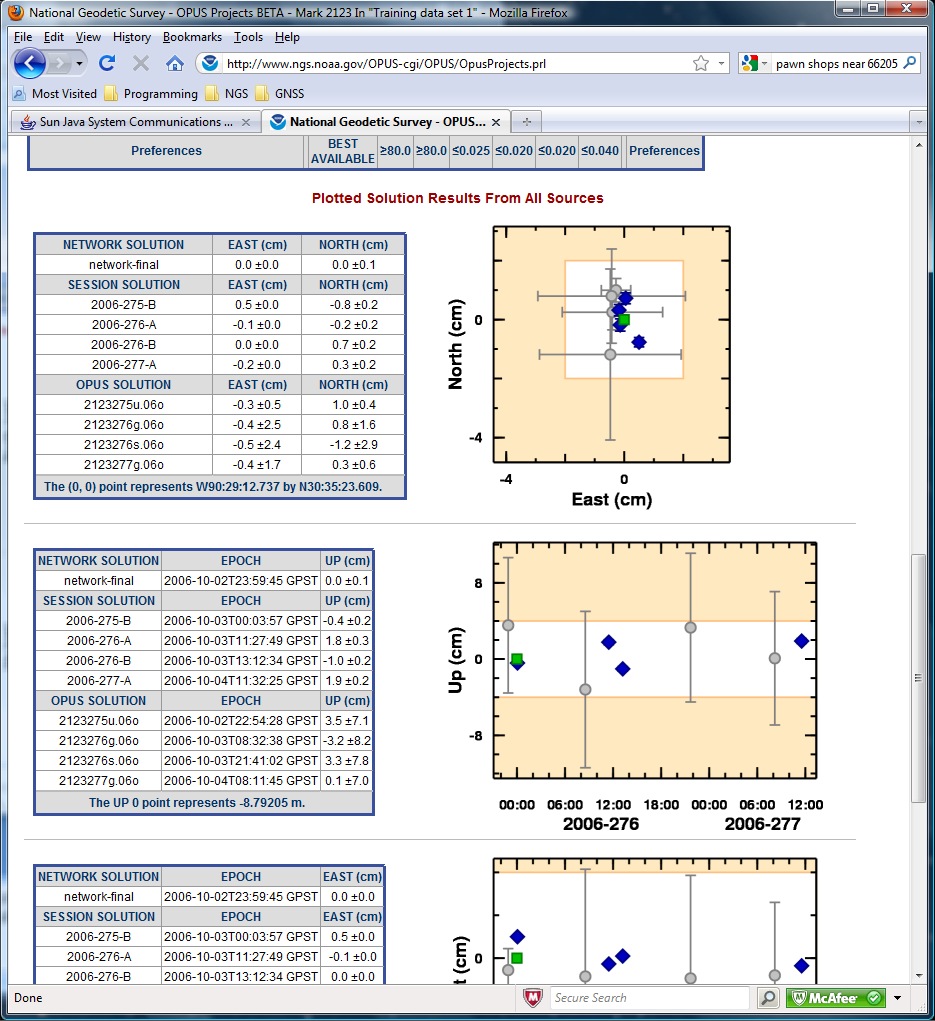 National Geodetic Survey - OPUS Projects BETA - Mark 2123 In "Training data set 1" - Mozilla Firefox
File Edit View History Bookmarks Tools Help
http://www.ngs.noaa.gov/OPUS-cgi/OPUS/OpusProjects.prl pawn shops near 66205
Most Visited Programming NGS GNSS
Sun Java System Communications ... National Geodetic Survey - OPUS...
Preferences BEST AVAILABLE ≥80.0 ≥80.0 ≤0.025 ≤0.020 ≤0.020 ≤0.040 Preferences
Plotted Solution Results From All Sources
NETWORK SOLUTION EAST (cm) NORTH (cm)
network-final 0.0 ±0.0 0.0 ±0.1
SESSION SOLUTION EAST (cm) NORTH (cm)
2006-275-B 0.5 ±0.0 -0.8 ±0.2
2006-276-A -0.1 ±0.0 -0.2 ±0.2
2006-276-B 0.0 ±0.0 0.7 ±0.2
2006-277-A -0.2 ±0.0 0.3 ±0.2
OPUS SOLUTION EAST (cm) NORTH (cm)
2123275u.06o -0.3 ±0.5 1.0 ±0.4
2123276g.06o -0.4 ±2.5 0.8 ±1.6
2123276s.06o -0.5 ±2.4 -1.2 ±2.9
2123277g.06o -0.4 ±1.7 0.3 ±0.6
The (0, 0) point represents W90:29:12.737 by N30:35:23.609.
North (cm)
0
-4
-4 0
East (cm)
NETWORK SOLUTION EPOCH UP (cm)
network-final 2006-10-02T23:59:45 GPST 0.0 ±0.1
SESSION SOLUTION EPOCH UP (cm)
2006-275-B 2006-10-03T00:03:57 GPST -0.4 ±0.2
2006-276-A 2006-10-03T11:27:49 GPST 1.8 ±0.3
2006-276-B 2006-10-03T13:12:34 GPST -1.0 ±0.2
2006-277-A 2006-10-04T11:32:25 GPST 1.9 ±0.2
OPUS SOLUTION EPOCH UP (cm)
2123275u.06o 2006-10-02T22:54:28 GPST 3.5 ±7.1
2123276g.06o 2006-10-03T08:32:38 GPST -3.2 ±8.2
2123276s.06o 2006-10-03T21:41:02 GPST 3.3 ±7.8
2123277g.06o 2006-10-04T08:11:45 GPST 0.1 ±7.0
The UP 0 point represents -8.79205 m.
Up (cm)
8
0
-8
00:00 06:00 12:00 18:00 00:00 06:00 12:00
2006-276 2006-277
NETWORK SOLUTION EPOCH EAST (cm)
network-final 2006-10-02T23:59:45 GPST 0.0 ±0.0
SESSION SOLUTION EPOCH EAST (cm)
2006-275-B 2006-10-03T00:03:57 GPST 0.5 ±0.0
2006-276-A 2006-10-03T11:27:49 GPST -0.1 ±0.0
2006-276-B 2006-10-03T13:12:34 GPST 0.0 ±0.0
t (cm)
0
Done Secure Search McAfee